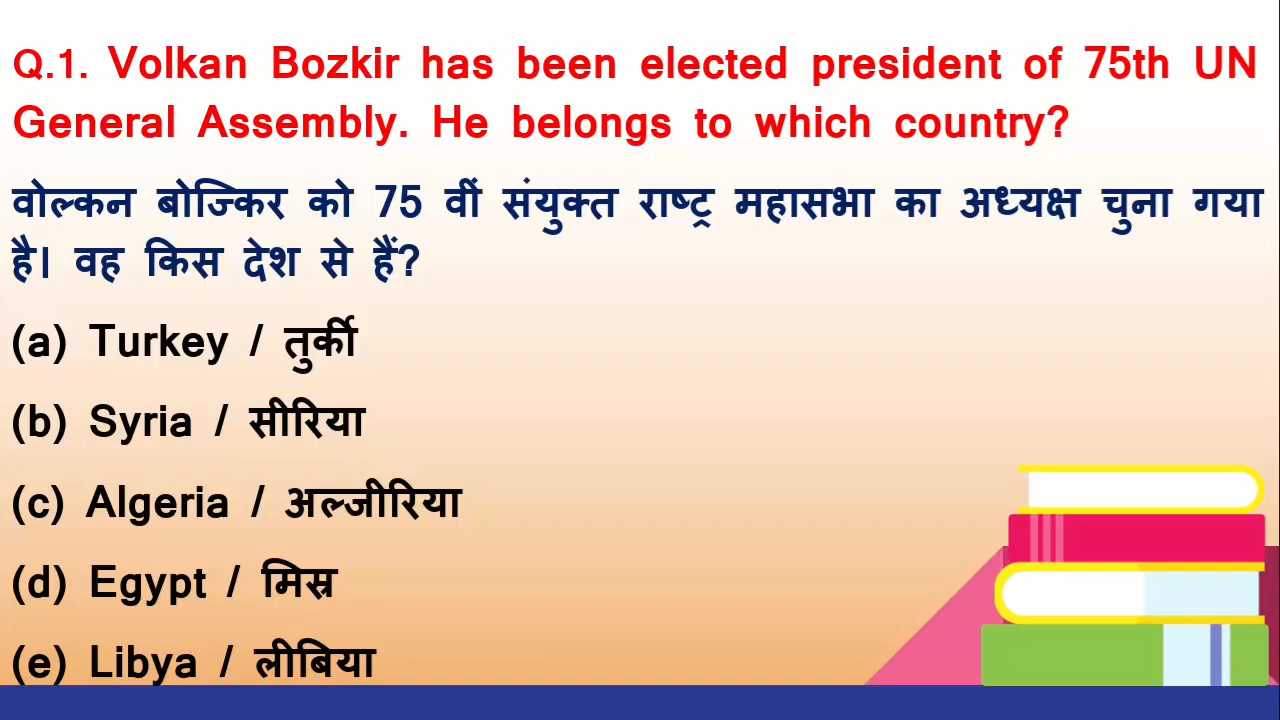 Q.1. Volkan Bozkir has been elected president of 75th UN
General Assembly. He belongs to which country?
वोल्कन बोज्किर को 75 वीं संयुक्त राष्ट्र महासभा का अध्यक्ष चुना गया
है। वह किस देश से हैं?
(a) Turkey / तुर्की
(b) Syria / सीरिया
(c) Algeria / अल्जीरिया
(d) Egypt / मिस्र
(e) Libya / लीबिया